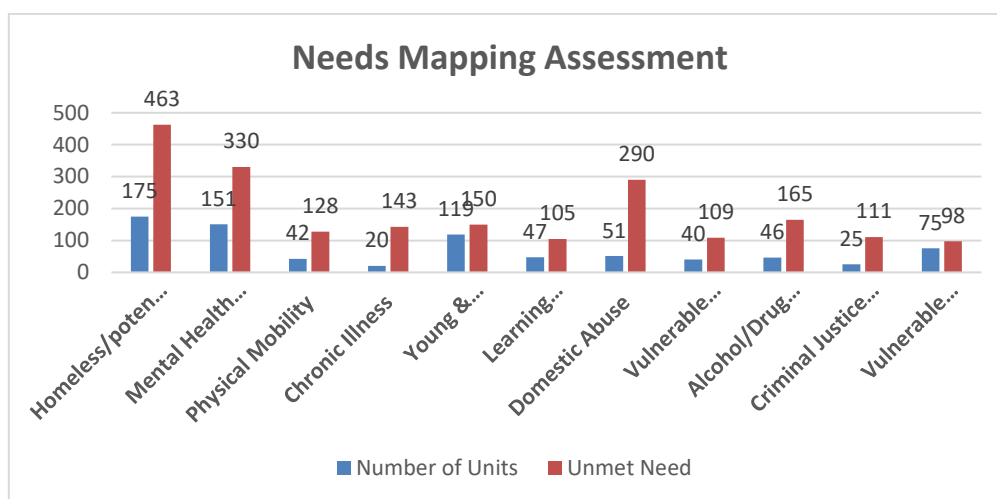 Needs Mapping Assessment
500
400
300
200
100
0
463
175
330
151
128
42
143
20
150
119
105
47
290
51
109
40
165
46
111
25
98
75
Homeless/poten...
Mental Health...
Physical Mobility
Chronic Illness
Young &...
Learning...
Domestic Abuse
Vulnerable...
Alcohol/Drug...
Criminal Justice...
Vulnerable...
Number of Units
Unmet Need